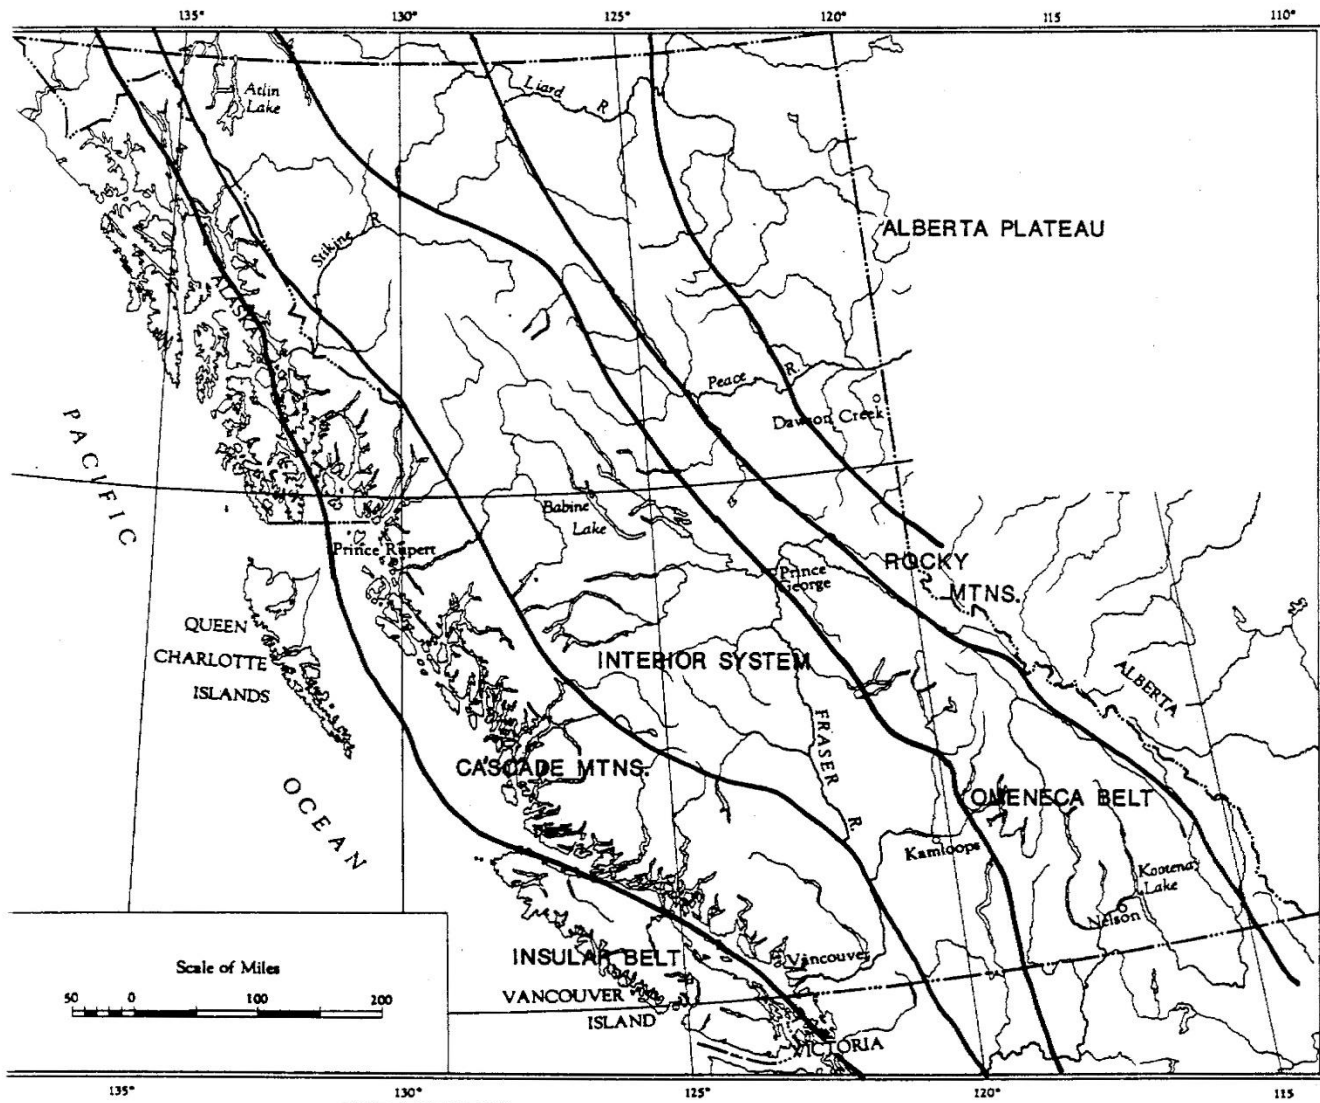 135°
130°
125°
120°
115
110°
Atlin
Lake
Liard R
Stikine R
ALBERTA PLATEAU
ALASKA
Peace R.
Dawson Creek
PACIFIC
Babine
Lake
Prince Rupert
Prince
George
ROCKY
MTNS.
QUEEN
CHARLOTTE
ISLANDS
INTERIOR SYSTEM
ALBERTA
FRASER R.
CASCADE MTNS.
OMENECA BELT
OCEAN
Kamloops
Kootenay
Lake
Nelson
INSULAR BELT
Vancouver
VANCOUVER
ISLAND
VICTORIA
Scale of Miles
50 0 100 200
135°
130°
125°
120°
115